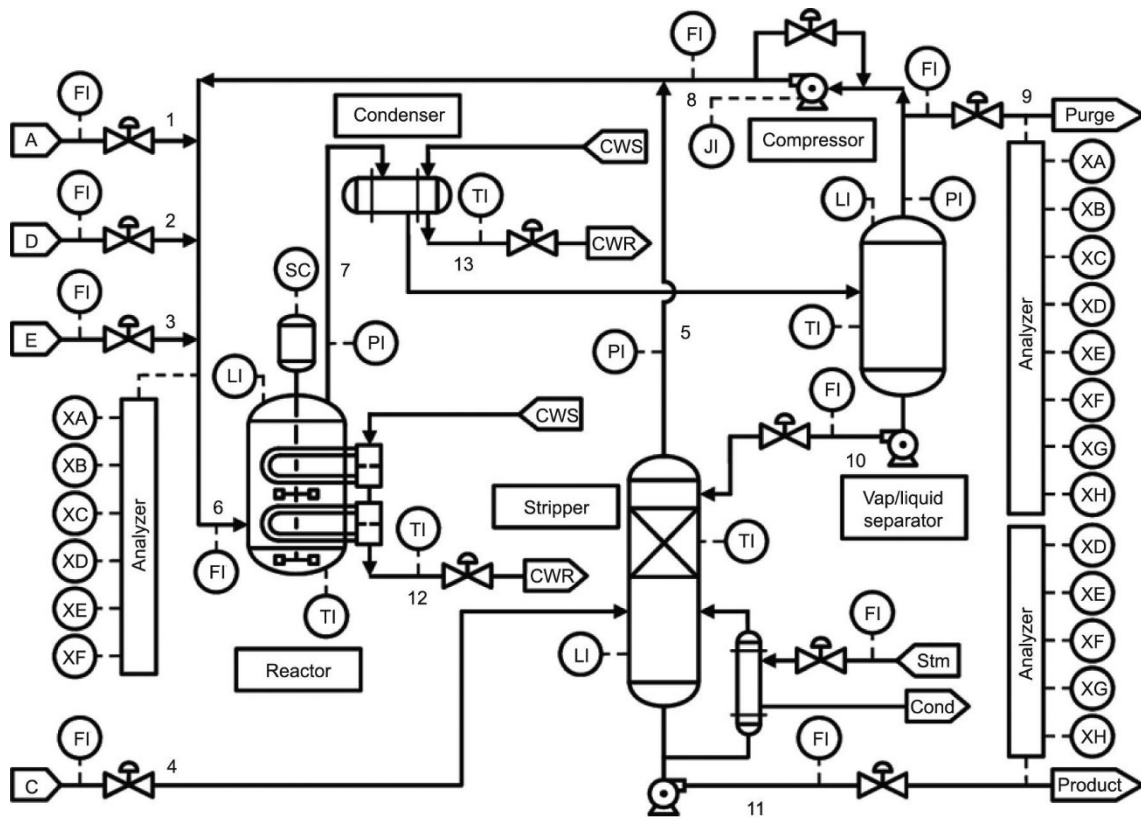 FI
8
FI
9
Purge
FI
A
1
Condenser
CWS
JI
Compressor
XA
FI
D
2
TI
CWR
13
LI
PI
XB
XC
SC
7
XD
FI
E
3
PI
PI
5
TI
Analyzer
XE
LI
FI
XF
XA
CWS
10
XG
XB
Vap/liquid
separator
XH
6
XC
Stripper
TI
TI
XD
Analyzer
XD
FI
12
CWR
XE
XE
TI
FI
XF
XF
Reactor
LI
Stm
Analyzer
XG
Cond
XH
FI
C
4
FI
11
Product